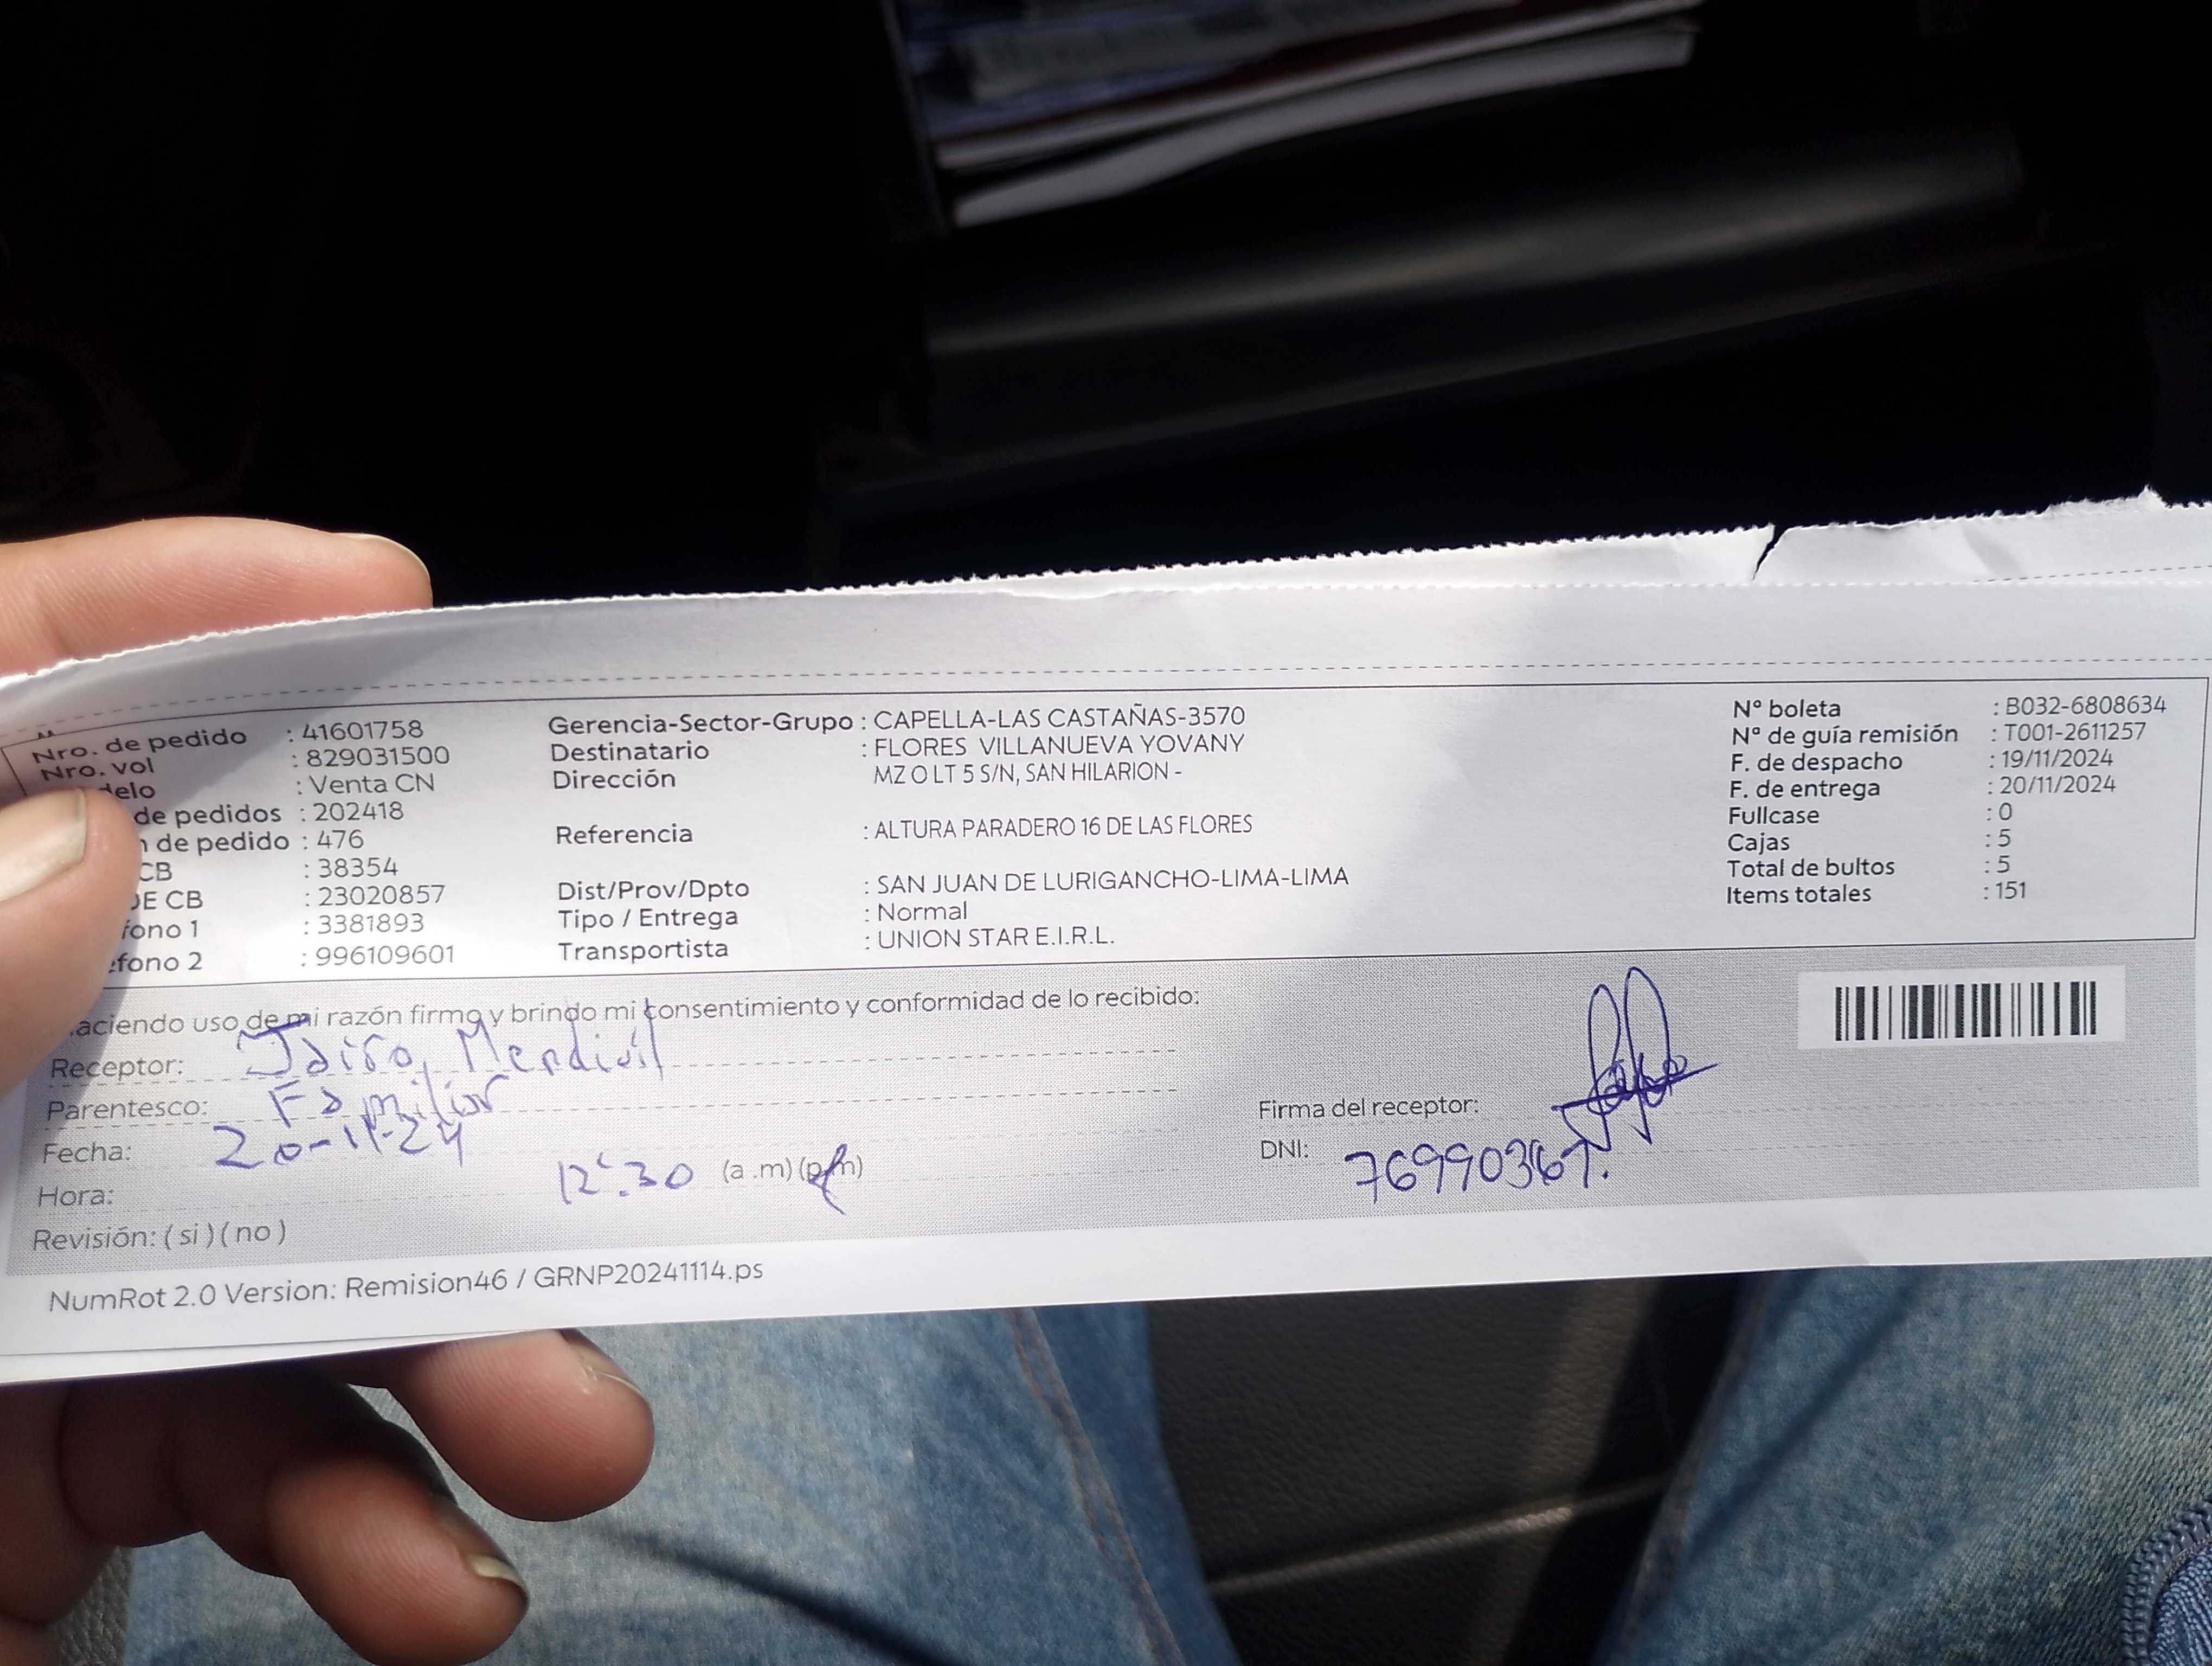 Nro. de pedido : 41601758
Nro. vol : 829031500
delo : Venta CN
de pedidos : 202418
de pedido : 476
CB : 38354
DE CB : 23020857
fono 1 : 3381893
éfono 2 : 996109601
Gerencia-Sector-Grupo : CAPELLA-LAS CASTAÑAS-3570
Destinatario : FLORES VILLANUEVA YOVANY
Dirección MZ O LT 5 S/N, SAN HILARION -
Referencia : ALTURA PARADERO 16 DE LAS FLORES
Dist/Prov/Dpto : SAN JUAN DE LURIGANCHO-LIMA-LIMA
Tipo / Entrega : Normal
Transportista : UNION STAR E.I.R.L.
Nº boleta : B032-6808634
Nº de guía remisión : T001-2611257
F. de despacho : 19/11/2024
F. de entrega : 20/11/2024
Fullcase : 0
Cajas : 5
Total de bultos : 5
Items totales : 151
aciendo uso de mi razón firmo y brindo mi consentimiento y conformidad de lo recibido:
Receptor: Jairo Mendivil
Parentesco: Familiar
Fecha: 20-11-24
Hora: 12:30 (a.m) (p.m)
Revisión: ( si ) ( no )
Firma del receptor:
DNI:
NumRot 2.0 Version: Remision46 / GRNP20241114.ps